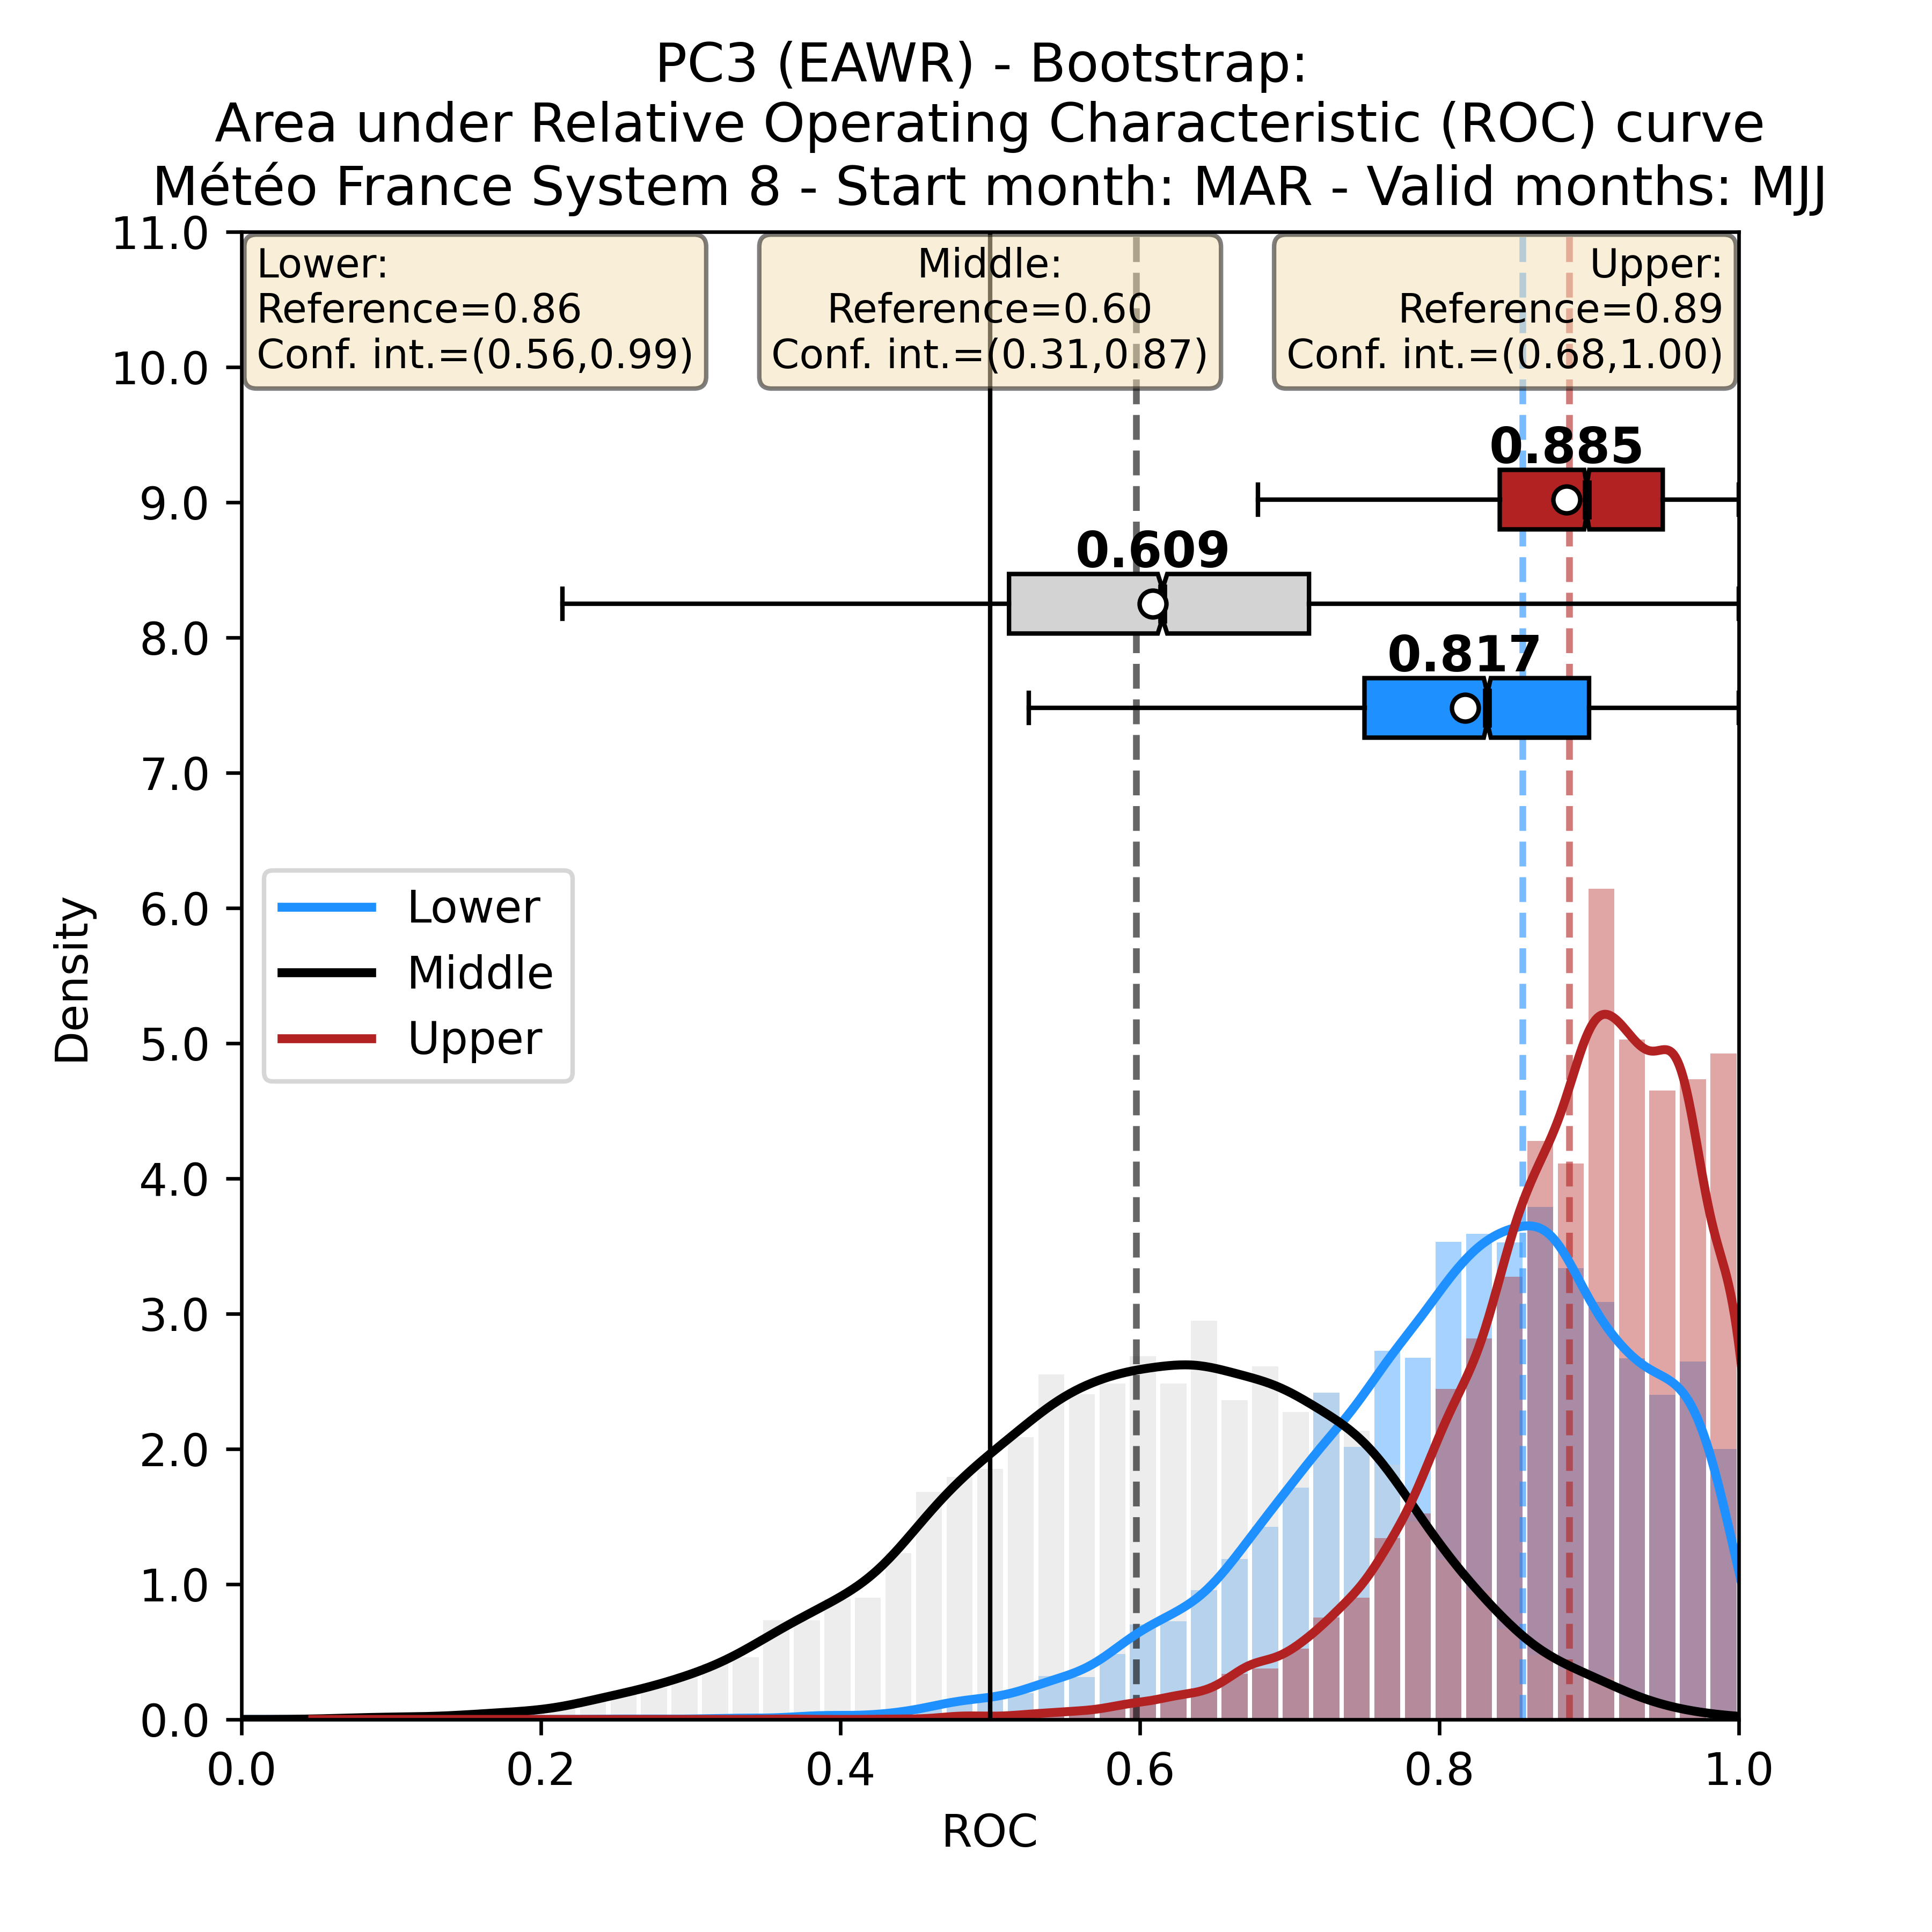 PC3 (EAWR) - Bootstrap:
Area under Relative Operating Characteristic (ROC) curve
Météo France System 8 - Start month: MAR - Valid months: MJJ
Lower:
Reference=0.86
Conf. int.=(0.56,0.99)
Middle:
Reference=0.60
Conf. int.=(0.31,0.87)
Upper:
Reference=0.89
Conf. int.=(0.68,1.00)
0.885
0.609
0.817
Lower
Middle
Upper
Density
11.0
10.0
9.0
8.0
7.0
6.0
5.0
4.0
3.0
2.0
1.0
0.0
0.0 0.2 0.4 0.6 0.8 1.0
ROC